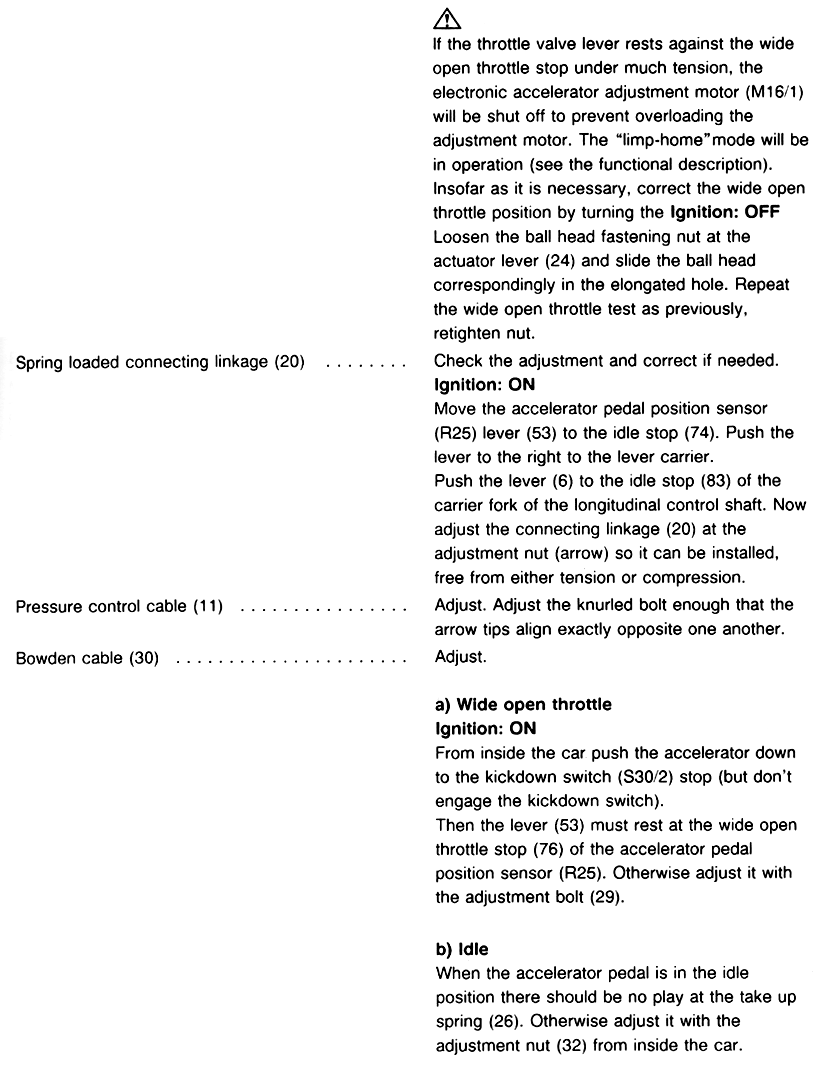 If the throttle valve lever rests against the wide
open throttle stop under much tension, the
electronic accelerator adjustment motor (M16/1)
will be shut off to prevent overloading the
adjustment motor. The "limp-home"mode will be
in operation (see the functional description).
Insofar as it is necessary, correct the wide open
throttle position by turning the Ignition: OFF
Loosen the ball head fastening nut at the
actuator lever (24) and slide the ball head
correspondingly in the elongated hole. Repeat
the wide open throttle test as previously,
retighten nut.
Spring loaded connecting linkage (20) . . . . . . . . Check the adjustment and correct if needed.
Ignition: ON
Move the accelerator pedal position sensor
(R25) lever (53) to the idle stop (74). Push the
lever to the right to the lever carrier.
Push the lever (6) to the idle stop (83) of the
carrier fork of the longitudinal control shaft. Now
adjust the connecting linkage (20) at the
adjustment nut (arrow) so it can be installed,
free from either tension or compression.
Pressure control cable (11) . . . . . . . . . . . . . . . . Adjust. Adjust the knurled bolt enough that the
arrow tips align exactly opposite one another.
Bowden cable (30) . . . . . . . . . . . . . . . . . . . . . . Adjust.
a) Wide open throttle
Ignition: ON
From inside the car push the accelerator down
to the kickdown switch (S30/2) stop (but don't
engage the kickdown switch).
Then the lever (53) must rest at the wide open
throttle stop (76) of the accelerator pedal
position sensor (R25). Otherwise adjust it with
the adjustment bolt (29).
b) Idle
When the accelerator pedal is in the idle
position there should be no play at the take up
spring (26). Otherwise adjust it with the
adjustment nut (32) from inside the car.